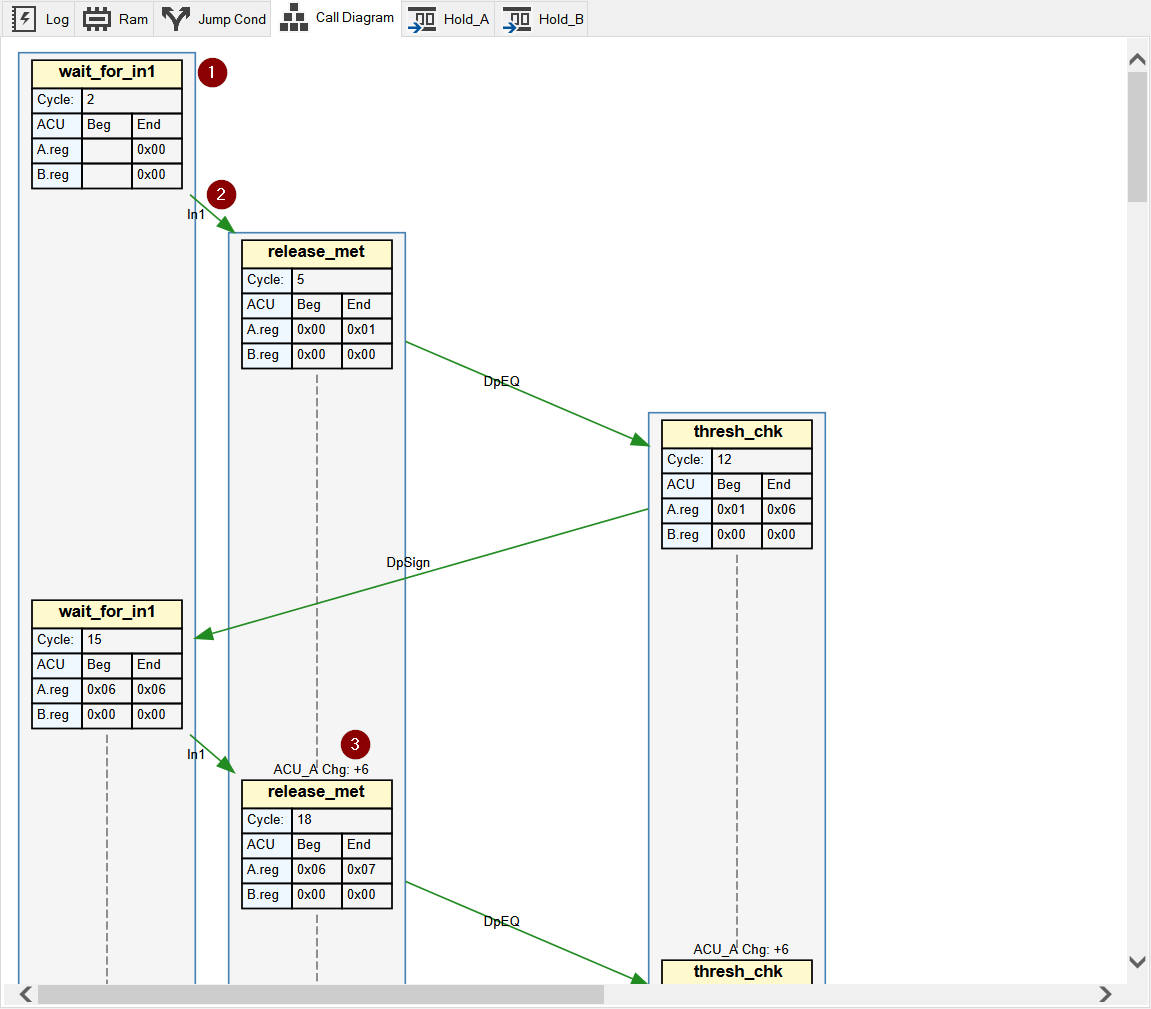 Log Ram Jump Cond Call Diagram Hold_A Hold_B
wait_for_in1
1
Cycle: 2
ACU Beg End
A.reg 0x00
B.reg 0x00
2
In1
release_met
Cycle: 5
ACU Beg End
A.reg 0x00 0x01
B.reg 0x00 0x00
DpEQ
thresh_chk
Cycle: 12
ACU Beg End
A.reg 0x01 0x06
B.reg 0x00 0x00
DpSign
wait_for_in1
Cycle: 15
ACU Beg End
A.reg 0x06 0x06
B.reg 0x00 0x00
In1
3
ACU_A Chg: +6
release_met
Cycle: 18
ACU Beg End
A.reg 0x06 0x07
B.reg 0x00 0x00
DpEQ
ACU_A Chg: +6
thresh_chk